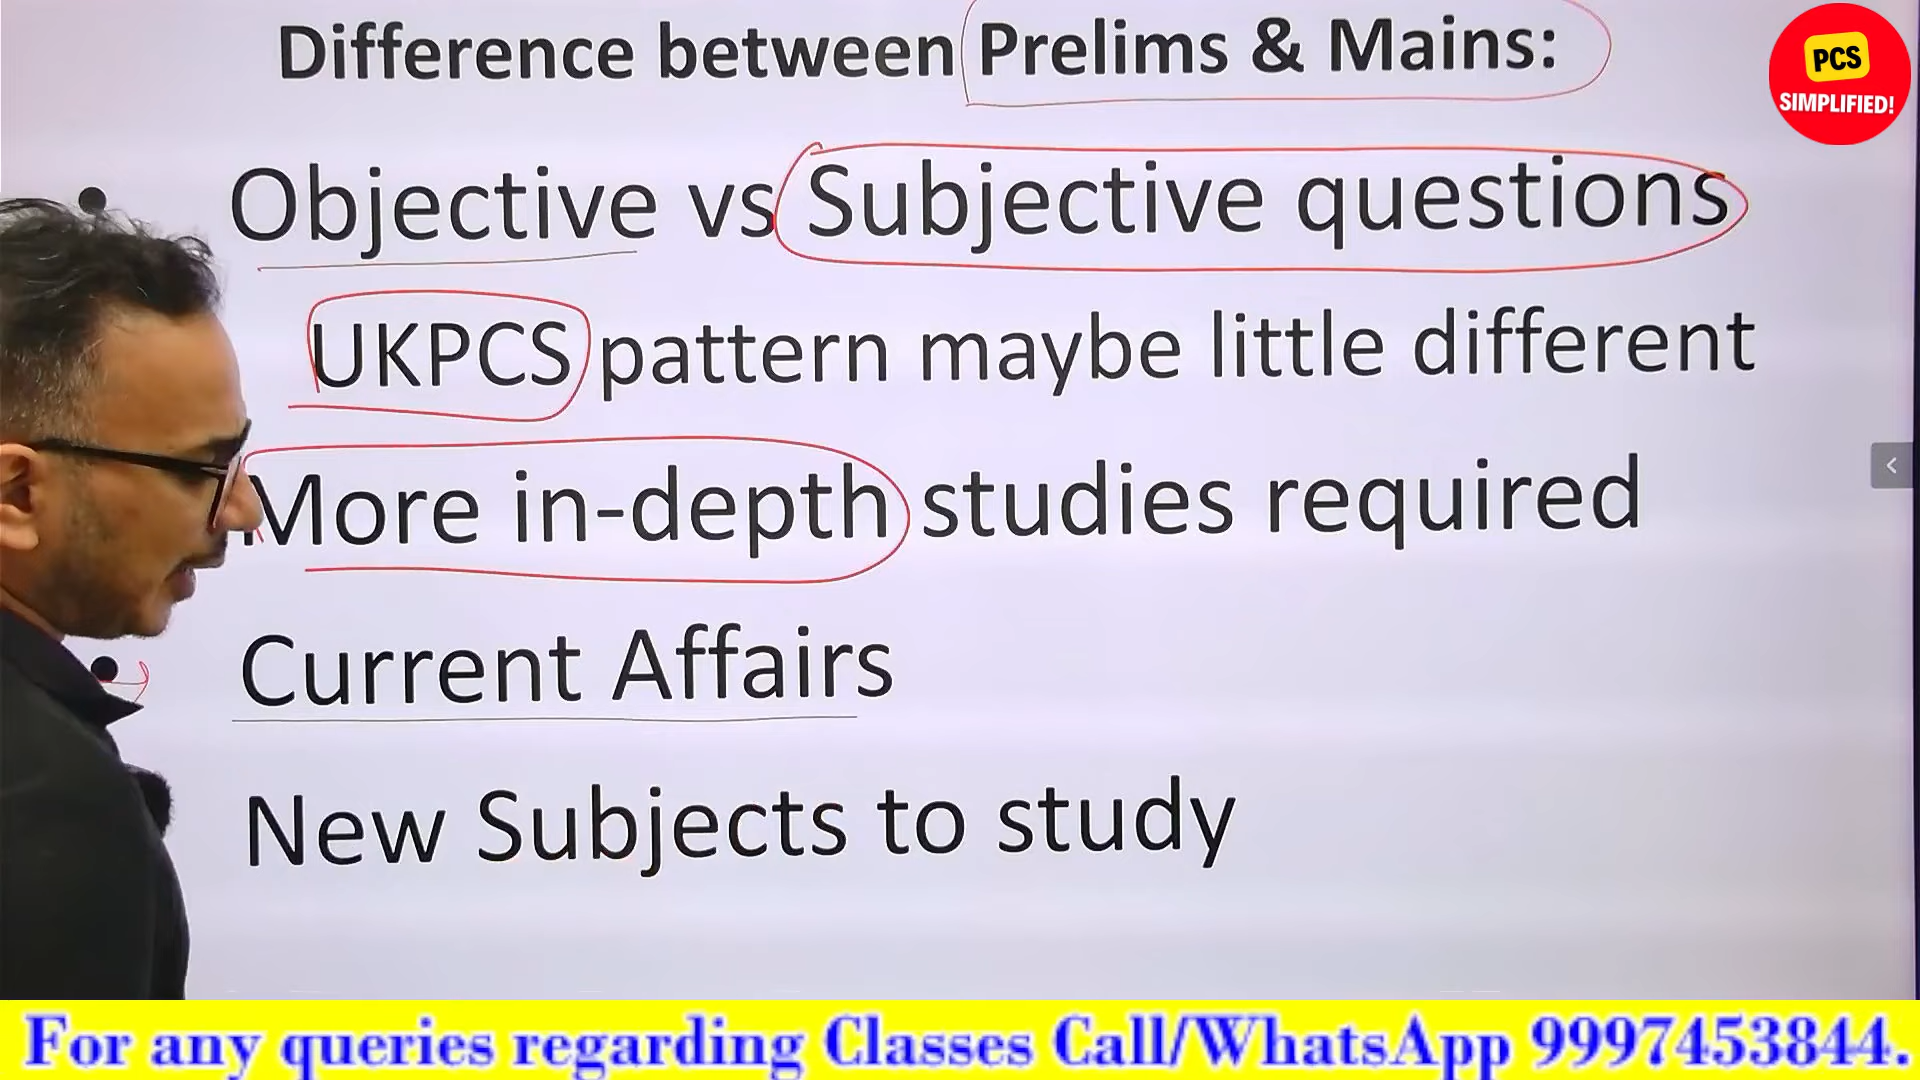 Difference between Prelims & Mains:
PCS
SIMPLIFIED!
Objective vs Subjective questions
UKPCS pattern maybe little different
More in-depth studies required
Current Affairs
New Subjects to study
For any queries regarding Classes Call/WhatsApp 9997453844.